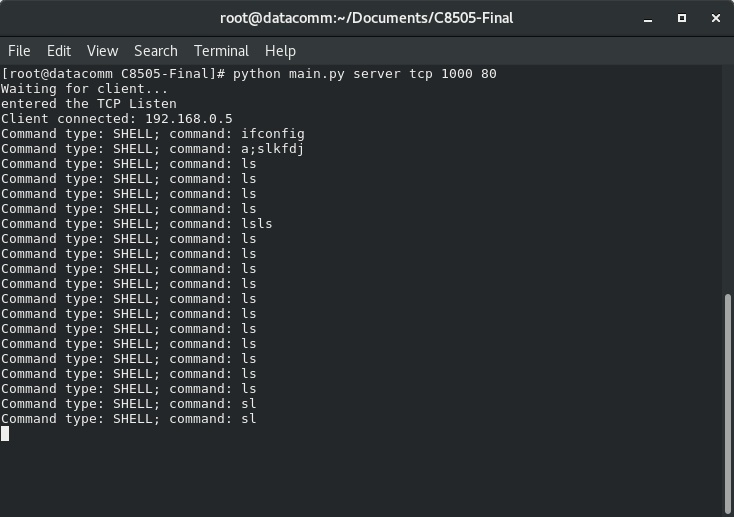 root@datacomm:~/Documents/C8505-Final
File Edit View Search Terminal Help
[root@datacomm C8505-Final]# python main.py server tcp 1000 80
Waiting for client...
entered the TCP Listen
Client connected: 192.168.0.5
Command type: SHELL; command: ifconfig
Command type: SHELL; command: a;slkfdj
Command type: SHELL; command: ls
Command type: SHELL; command: ls
Command type: SHELL; command: ls
Command type: SHELL; command: ls
Command type: SHELL; command: lsls
Command type: SHELL; command: ls
Command type: SHELL; command: ls
Command type: SHELL; command: ls
Command type: SHELL; command: ls
Command type: SHELL; command: ls
Command type: SHELL; command: ls
Command type: SHELL; command: ls
Command type: SHELL; command: ls
Command type: SHELL; command: ls
Command type: SHELL; command: ls
Command type: SHELL; command: ls
Command type: SHELL; command: sl
Command type: SHELL; command: sl